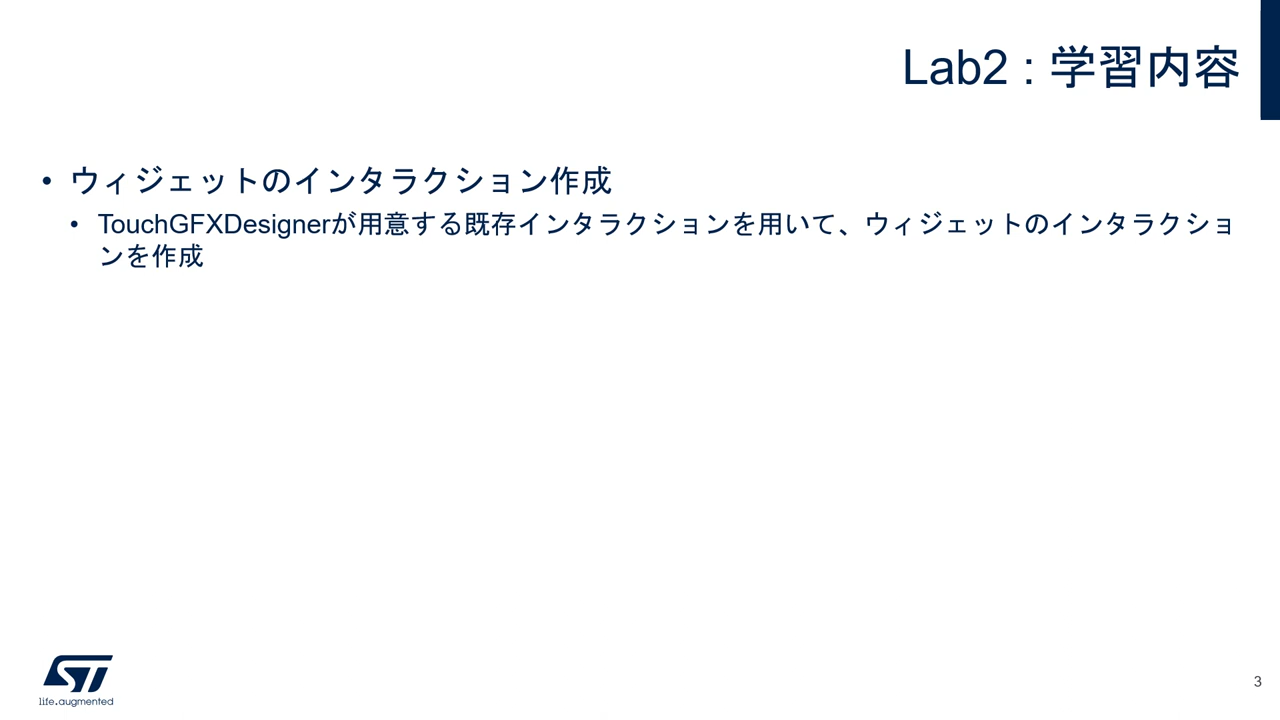 Lab2 : 学習内容
• ウィジェットのインタラクション作成
• TouchGFXDesignerが用意する既存インタラクションを用いて、ウィジェットのインタラクショ
ンを作成
ST
life.augmented
3